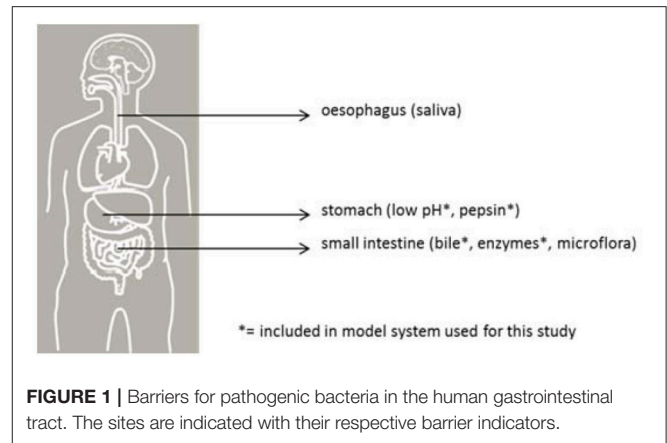 oesophagus (saliva)
stomach (low pH*, pepsin*)
small intestine (bile*, enzymes*, microflora)
*= included in model system used for this study
FIGURE 1 | Barriers for pathogenic bacteria in the human gastrointestinal
tract. The sites are indicated with their respective barrier indicators.